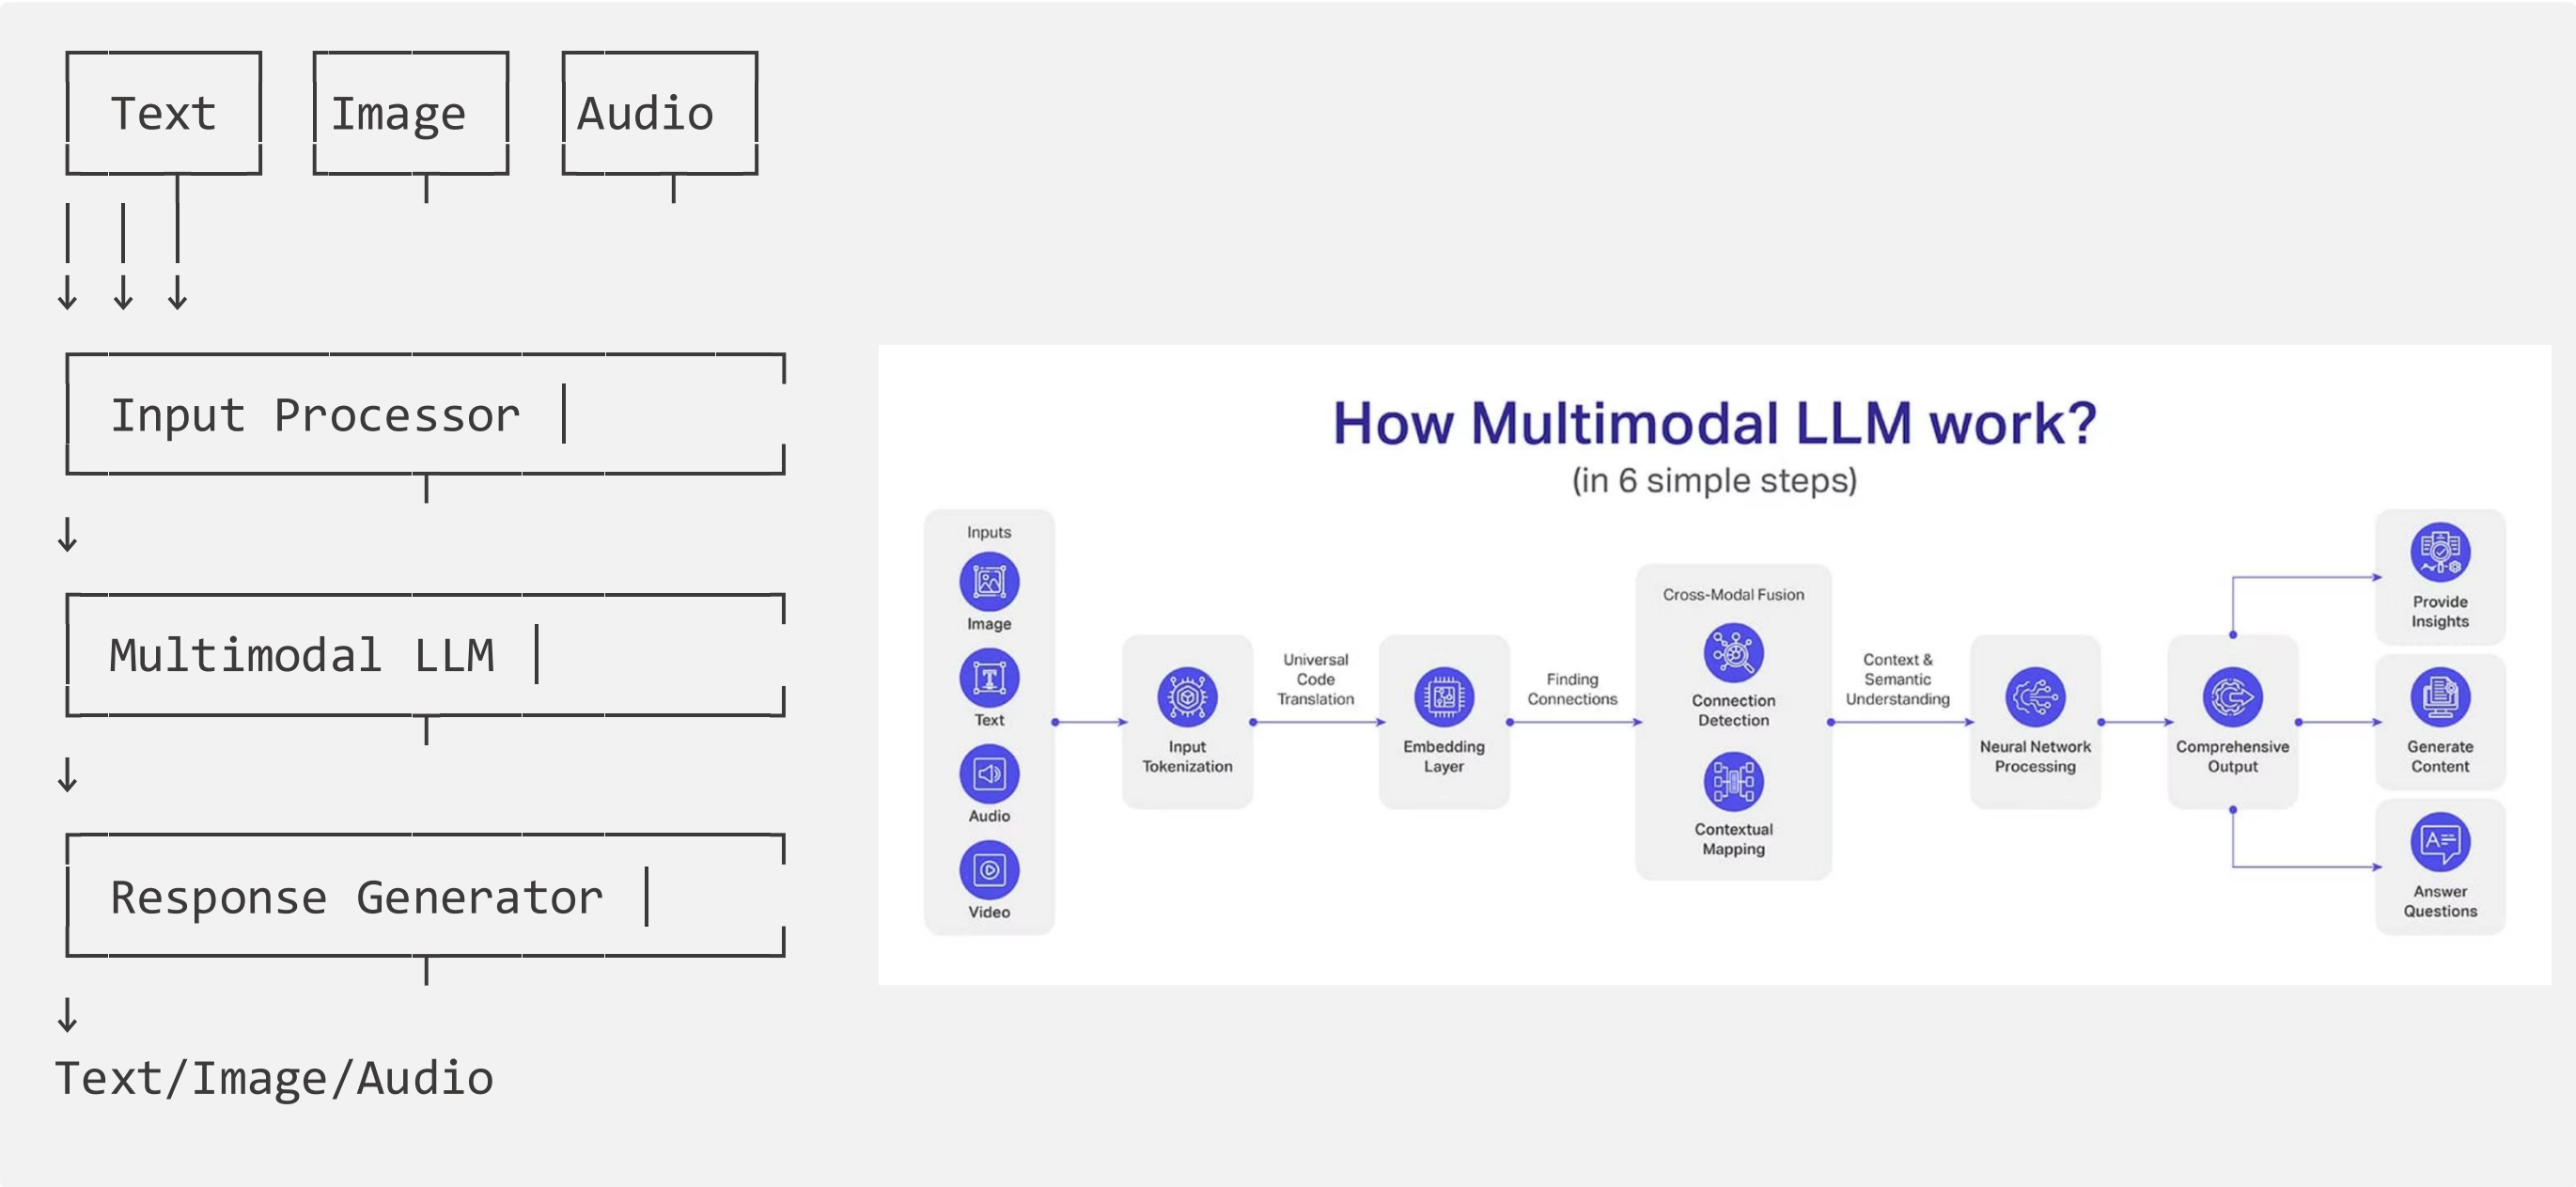 Text
Image
Audio
Input Processor
Multimodal LLM
Response Generator
Text/Image/Audio
How Multimodal LLM work?
(in 6 simple steps)
Inputs
Image
Text
Audio
Video
Input
Tokenization
Universal
Code
Translation
Embedding
Layer
Finding
Connections
Cross-Modal Fusion
Connection
Detection
Contextual
Mapping
Context &
Semantic
Understanding
Neural Network
Processing
Comprehensive
Output
Provide
Insights
Generate
Content
Answer
Questions